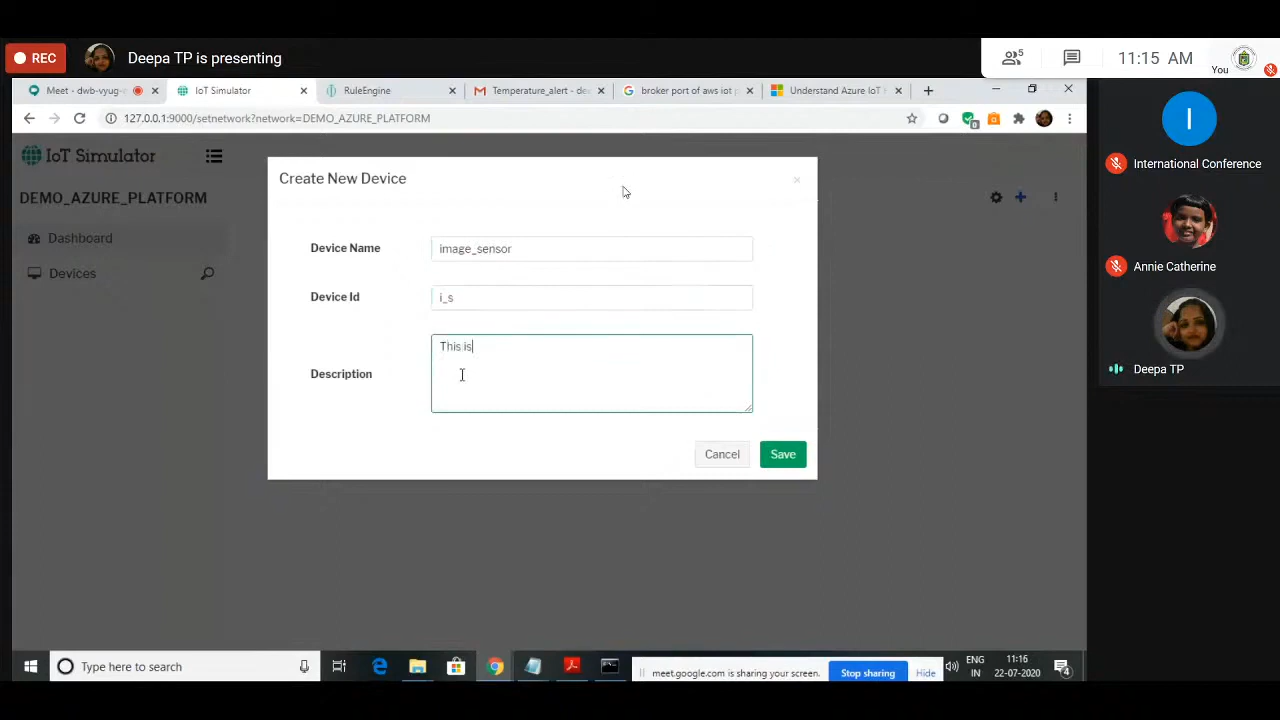 REC
Deepa TP is presenting
5
11:15 AM
You
Meet - dwb-vyug-
IoT Simulator
RuleEngine
Temperature_alert - dee
broker port of aws iot p
Understand Azure IoT H
127.0.0.1:9000/setnetwork?network=DEMO_AZURE_PLATFORM
IoT Simulator
DEMO_AZURE_PLATFORM
Dashboard
Devices
Create New Device
Device Name
image_sensor
Device Id
i_s
Description
This is
Cancel
Save
I
International Conference
Annie Catherine
Deepa TP
Type here to search
meet.google.com is sharing your screen.
Stop sharing
Hide
ENG
IN
11:16
22-07-2020
4